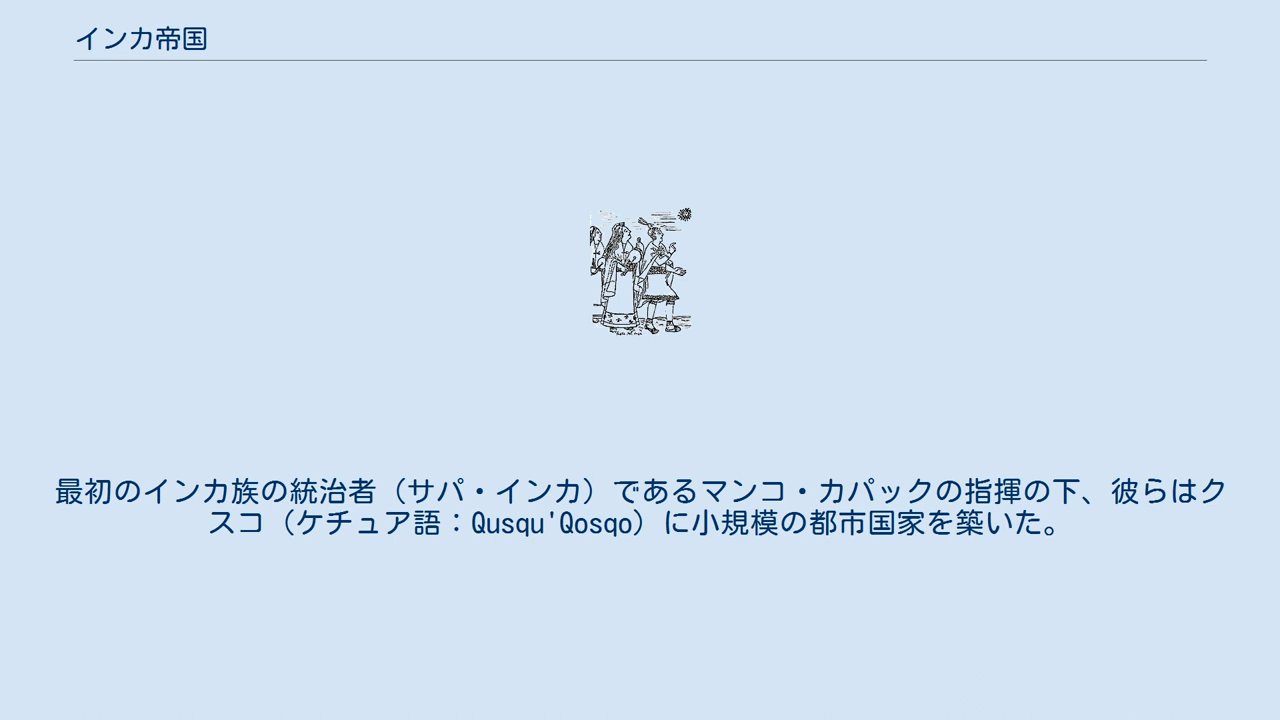 インカ帝国
最初のインカ族の統治者（サパ・インカ）であるマンコ・カパックの指揮の下、彼らはク
スコ（ケチュア語：Qusqu'Qosqo）に小規模の都市国家を築いた。